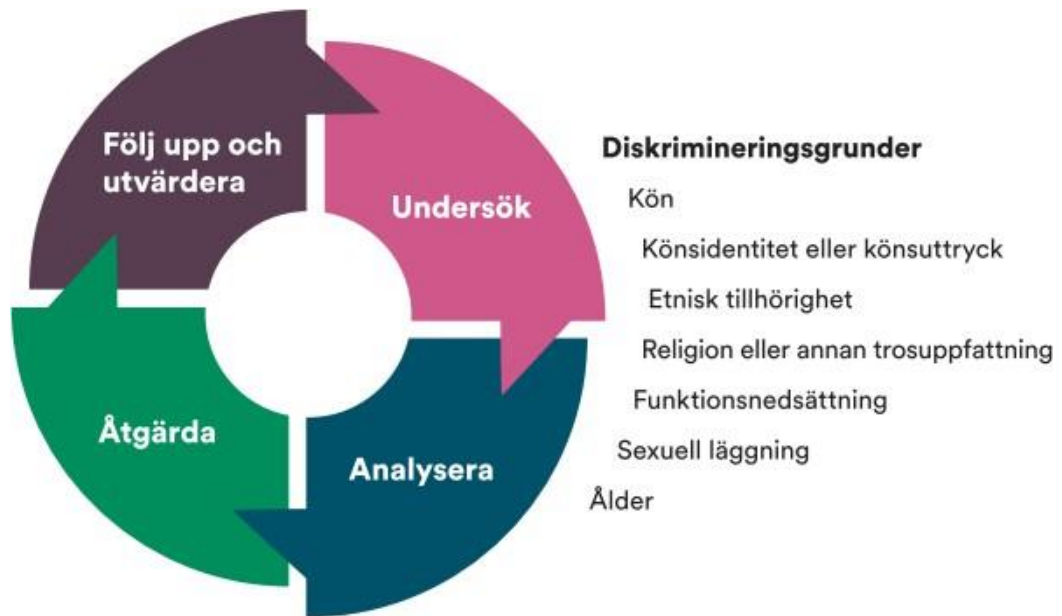 Följ upp och
utvärdera
Undersök
Analysera
Åtgärda
Diskrimineringsgrunder
Kön
Könsidentitet eller könsuttryck
Etnisk tillhörighet
Religion eller annan trosuppfattning
Funktionsnedsättning
Sexuell läggning
Ålder